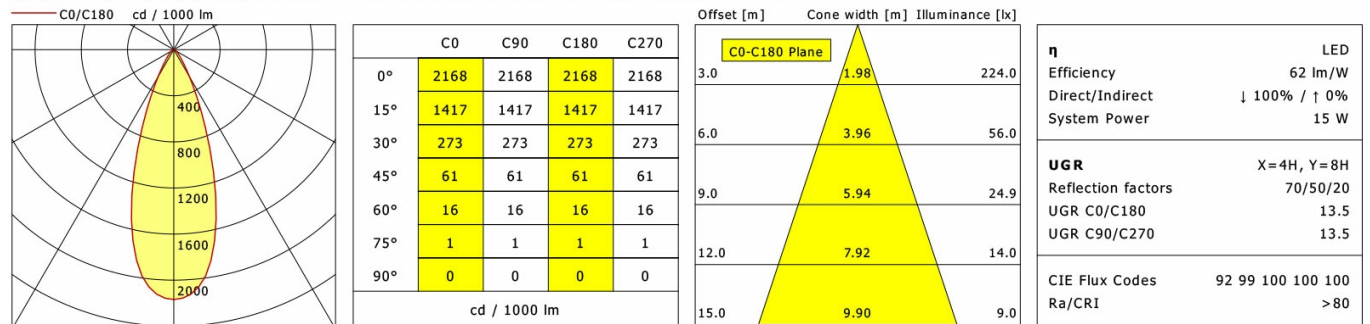 C0/C180 cd / 1000 lm
400
800
1200
1600
2000
C0 C90 C180 C270
0° 2168 2168 2168 2168
15° 1417 1417 1417 1417
30° 273 273 273 273
45° 61 61 61 61
60° 16 16 16 16
75° 1 1 1 1
90° 0 0 0 0
cd / 1000 lm
Offset [m] Cone width [m] Illuminance [lx]
C0-C180 Plane
3.0 1.98 224.0
6.0 3.96 56.0
9.0 5.94 24.9
12.0 7.92 14.0
15.0 9.90 9.0
η LED
Efficiency 62 lm/W
Direct/Indirect ↓ 100% / ↑ 0%
System Power 15 W
UGR X=4H, Y=8H
Reflection factors 70/50/20
UGR C0/C180 13.5
UGR C90/C270 13.5
CIE Flux Codes 92 99 100 100 100
Ra/CRI >80